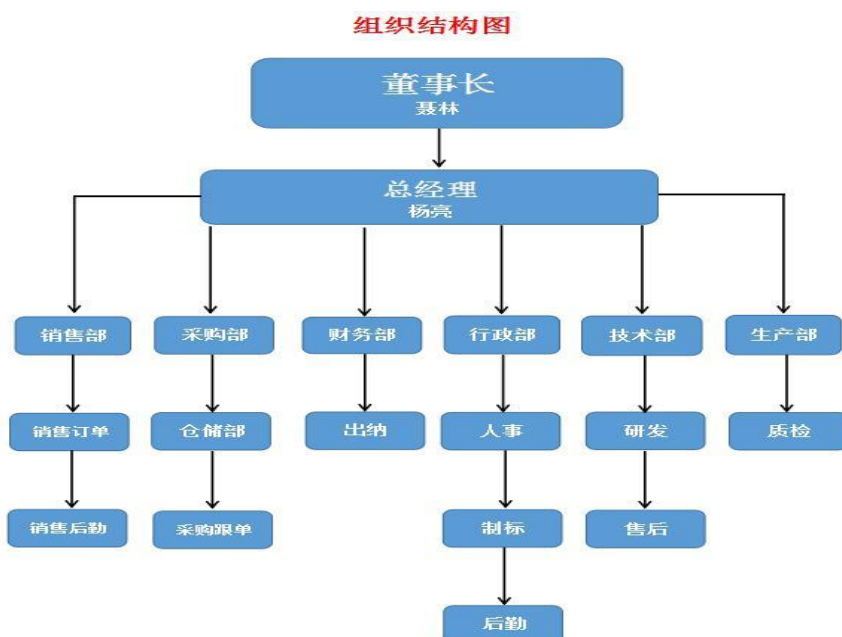 组织结构图
董事长
聂林
总经理
杨亮
销售部
采购部
财务部
行政部
技术部
生产部
销售订单
仓储部
出纳
人事
研发
质检
销售后勤
采购跟单
制标
售后
后勤